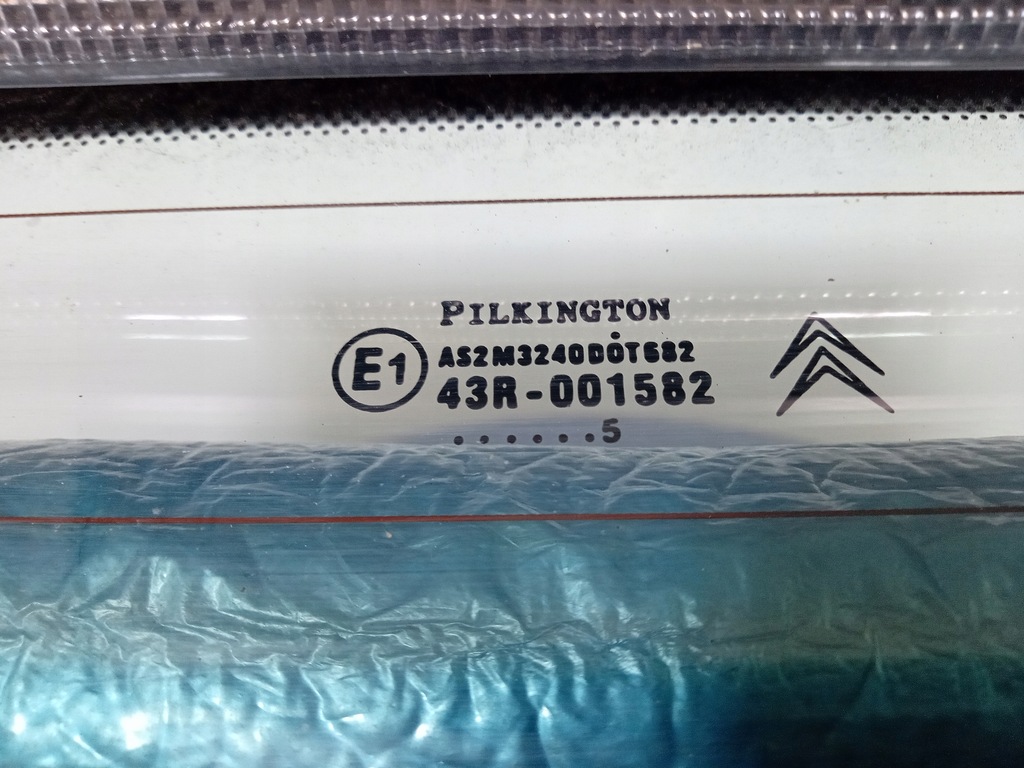 PILKINGTON
E1
AS2M3240DOT682
43R-001582
. . . . . . . 5